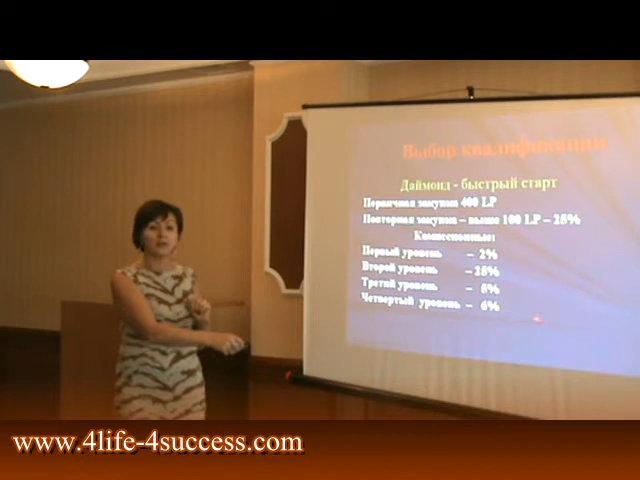 Выбор квалификации
Даймонд - быстрый старт
Первичная закупка 400 LP
Повторная закупка – выше 100 LP – 25%
Комиссионные:
Первый уровень – 2%
Второй уровень – 25%
Третий уровень – 8%
Четвертый уровень – 6%
www.4life-4success.com